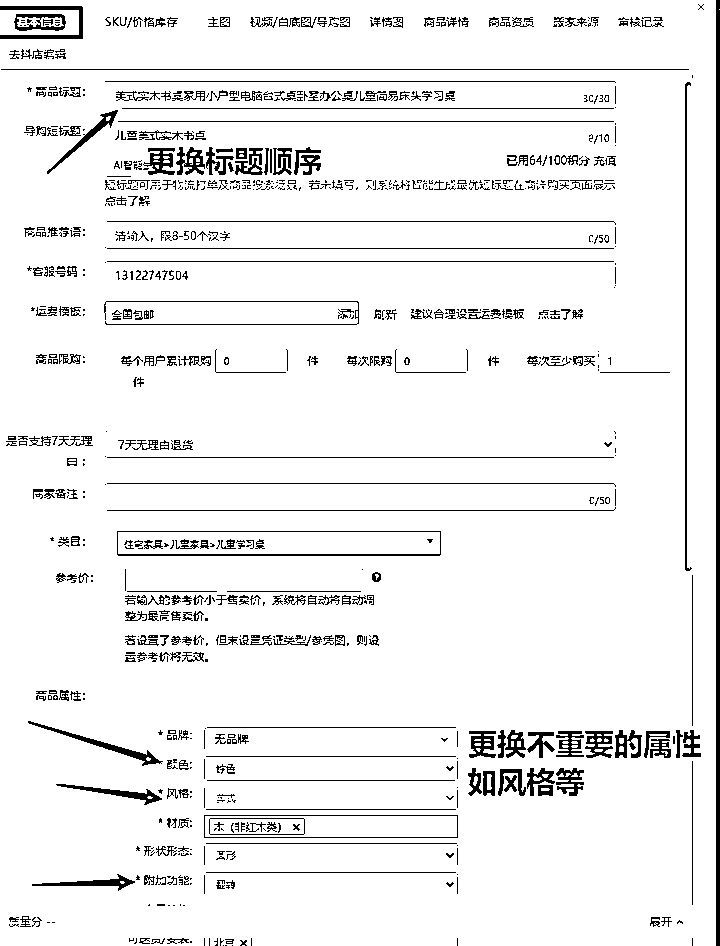 基本信息 SKU/价格库存 主图 视频/白底图/导购图 详情图 商品详情 商品资质 搬家来源 审核记录
去抖店编辑
* 商品标题： 美式实木书桌家用小户型电脑台式桌卧室办公桌儿童简易床头学习桌 30/30
导购短标题： 儿童美式实木书桌 8/10
AI智能 已用64/100积分 充值
更换标题顺序
短标题可用于物流打单及商品搜索场景，若未填写，则系统将智能生成最优短标题在商详购买页面展示
点击了解
商品推荐语： 请输入，限8-50个汉字 0/50
*客服号码： 13122747504
*运费模板： 全国包邮 添加 刷新 建议合理设置运费模板 点击了解
商品限购： 每个用户累计限购 0 件 每次限购 0 件 每次至少购买 1
件
是否支持7天无理 7天无理由退货
由：
商家备注： 0/50
* 类目： 住宅家具>儿童家具>儿童学习桌
参考价：
若输入的参考价小于售卖价，系统将自动将自动调
整为最高售卖价。
若设置了参考价，但未设置凭证类型/参凭图，则设
置参考价将无效。
商品属性：
* 品牌： 无品牌
* 颜色： 棕色
* 风格： 美式
更换不重要的属性
如风格等
* 材质： 木（非红木类） ×
* 形状形态： 方形
* 附加功能： 翻转
质量分 -- 展开
北京 ×